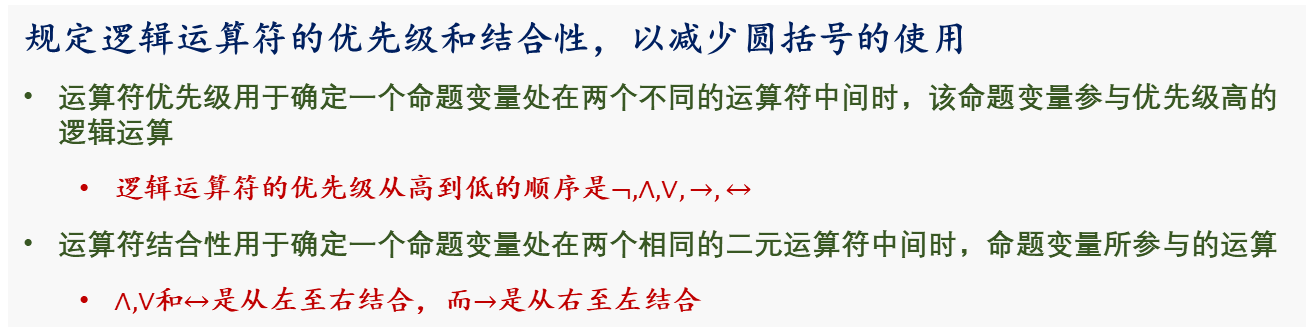 规定逻辑运算符的优先级和结合性，以减少圆括号的使用
• 运算符优先级用于确定一个命题变量处在两个不同的运算符中间时，该命题变量参与优先级高的
逻辑运算
• 逻辑运算符的优先级从高到低的顺序是¬,∧,∨, →, ↔
• 运算符结合性用于确定一个命题变量处在两个相同的二元运算符中间时，命题变量所参与的运算
• ∧,∨和↔是从左至右结合，而→是从右至左结合